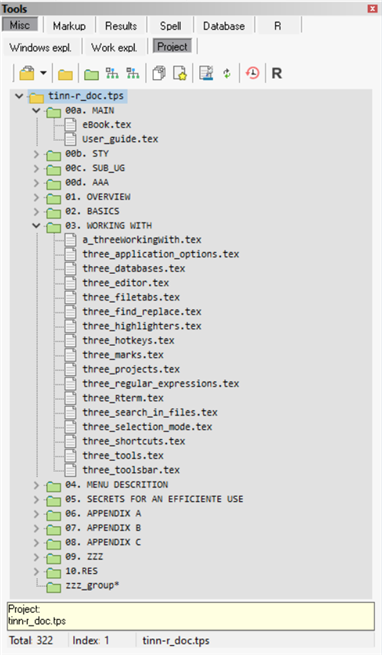 Tools
Misc Markup Results Spell Database R
Windows expl. Work expl. Project
R
tinn-r_doc.tps
00a. MAIN
eBook.tex
User_guide.tex
00b. STY
00c. SUB_UG
00d. AAA
01. OVERVIEW
02. BASICS
03. WORKING WITH
a_threeWorkingWith.tex
three_application_options.tex
three_databases.tex
three_editor.tex
three_filetabs.tex
three_find_replace.tex
three_highlighters.tex
three_hotkeys.tex
three_marks.tex
three_projects.tex
three_regular_expressions.tex
three_Rterm.tex
three_search_in_files.tex
three_selection_mode.tex
three_shortcuts.tex
three_tools.tex
three_toolsbar.tex
04. MENU DESCRITION
05. SECRETS FOR AN EFFICIENTE USE
06. APPENDIX A
07. APPENDIX B
08. APPENDIX C
09. ZZZ
10.RES
zzz_group*
Project:
tinn-r_doc.tps
Total: 322 Index: 1 tinn-r_doc.tps